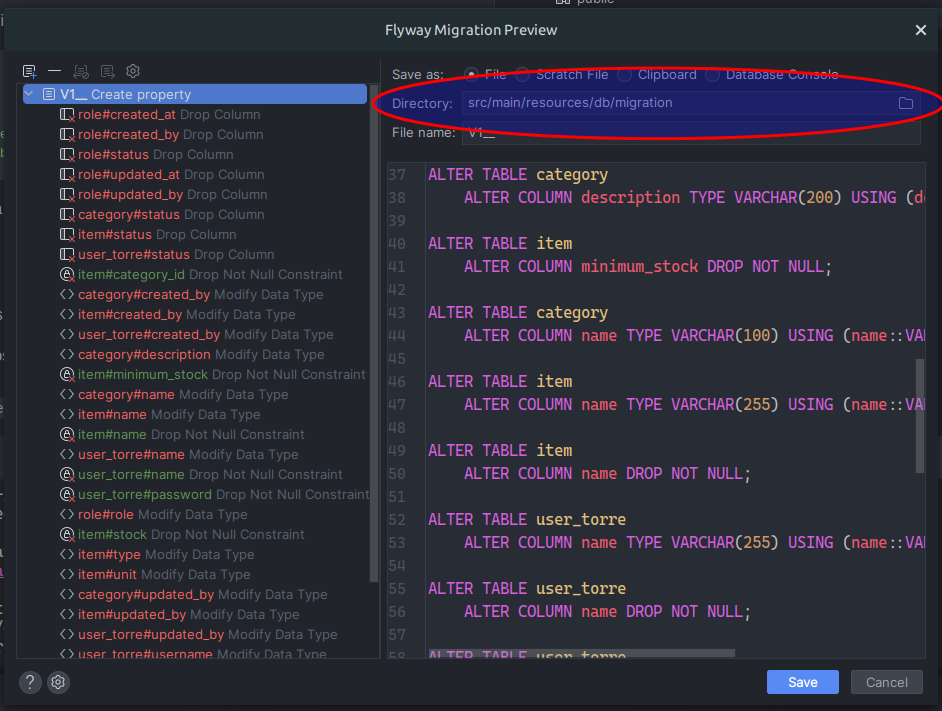 public
Flyway Migration Preview
Save as: File Scratch File Clipboard Database Console
Directory: src/main/resources/db/migration
File name: V1__
V1__ Create property
role#created_at Drop Column
role#created_by Drop Column
role#status Drop Column
role#updated_at Drop Column
role#updated_by Drop Column
category#status Drop Column
item#status Drop Column
user_torre#status Drop Column
item#category_id Drop Not Null Constraint
category#created_by Modify Data Type
item#created_by Modify Data Type
user_torre#created_by Modify Data Type
category#description Modify Data Type
item#minimum_stock Drop Not Null Constraint
category#name Modify Data Type
item#name Modify Data Type
item#name Drop Not Null Constraint
user_torre#name Modify Data Type
user_torre#name Drop Not Null Constraint
user_torre#password Drop Not Null Constraint
role#role Modify Data Type
item#stock Drop Not Null Constraint
item#type Modify Data Type
item#unit Modify Data Type
category#updated_by Modify Data Type
item#updated_by Modify Data Type
user_torre#updated_by Modify Data Type
user_torre#username Modify Data Type
37 ALTER TABLE category
38 ALTER COLUMN description TYPE VARCHAR(200) USING (de
39
40 ALTER TABLE item
41 ALTER COLUMN minimum_stock DROP NOT NULL;
42
43 ALTER TABLE category
44 ALTER COLUMN name TYPE VARCHAR(100) USING (name::VAR
45
46 ALTER TABLE item
47 ALTER COLUMN name TYPE VARCHAR(255) USING (name::VAR
48
49 ALTER TABLE item
50 ALTER COLUMN name DROP NOT NULL;
51
52 ALTER TABLE user_torre
53 ALTER COLUMN name TYPE VARCHAR(255) USING (name::VAR
54
55 ALTER TABLE user_torre
56 ALTER COLUMN name DROP NOT NULL;
57
58 ALTER TABLE user_torre
?
Save
Cancel